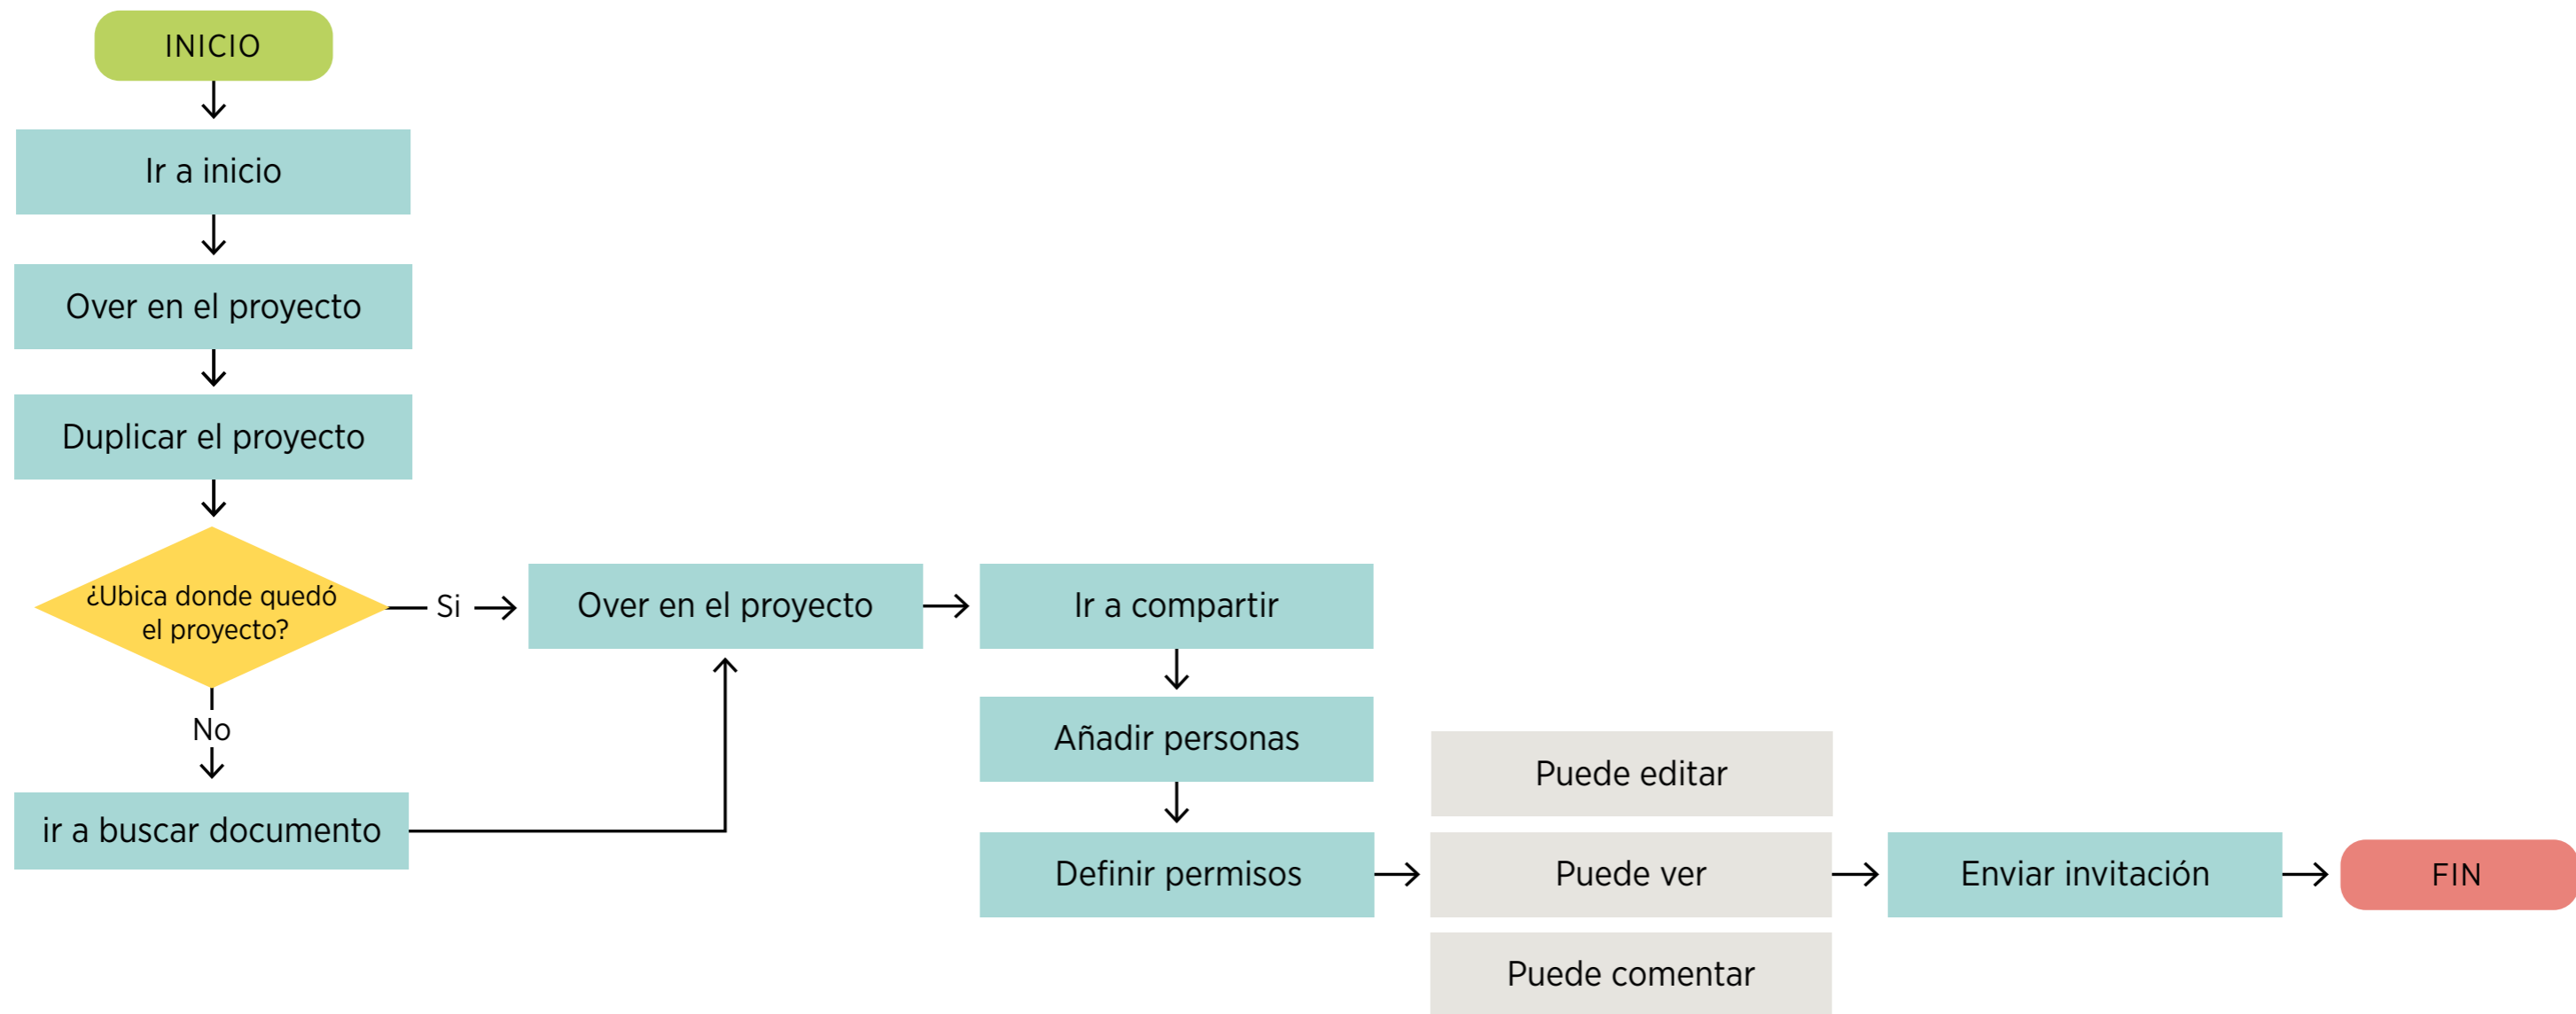 INICIO
Ir a inicio
Over en el proyecto
Duplicar el proyecto
¿Ubica donde quedó
el proyecto?
Si
No
ir a buscar documento
Over en el proyecto
Ir a compartir
Añadir personas
Definir permisos
Puede editar
Puede ver
Puede comentar
Enviar invitación
FIN